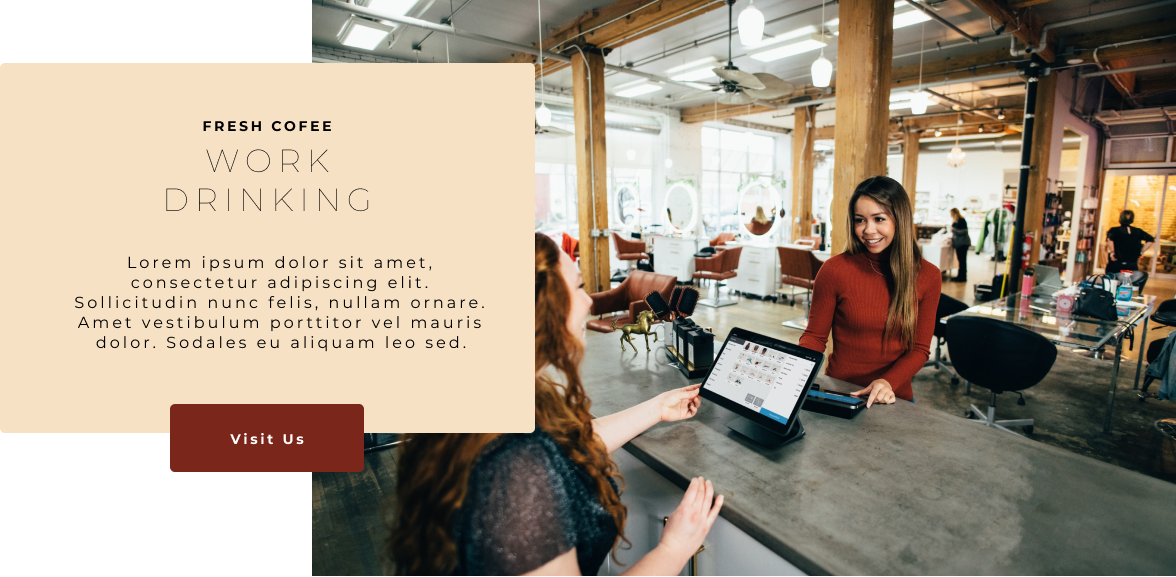 FRESH COFEE
WORK
DRINKING
Lorem ipsum dolor sit amet,
consectetur adipiscing elit.
Sollicitudin nunc felis, nullam ornare.
Amet vestibulum porttitor vel mauris
dolor. Sodales eu aliquam leo sed.
Visit Us